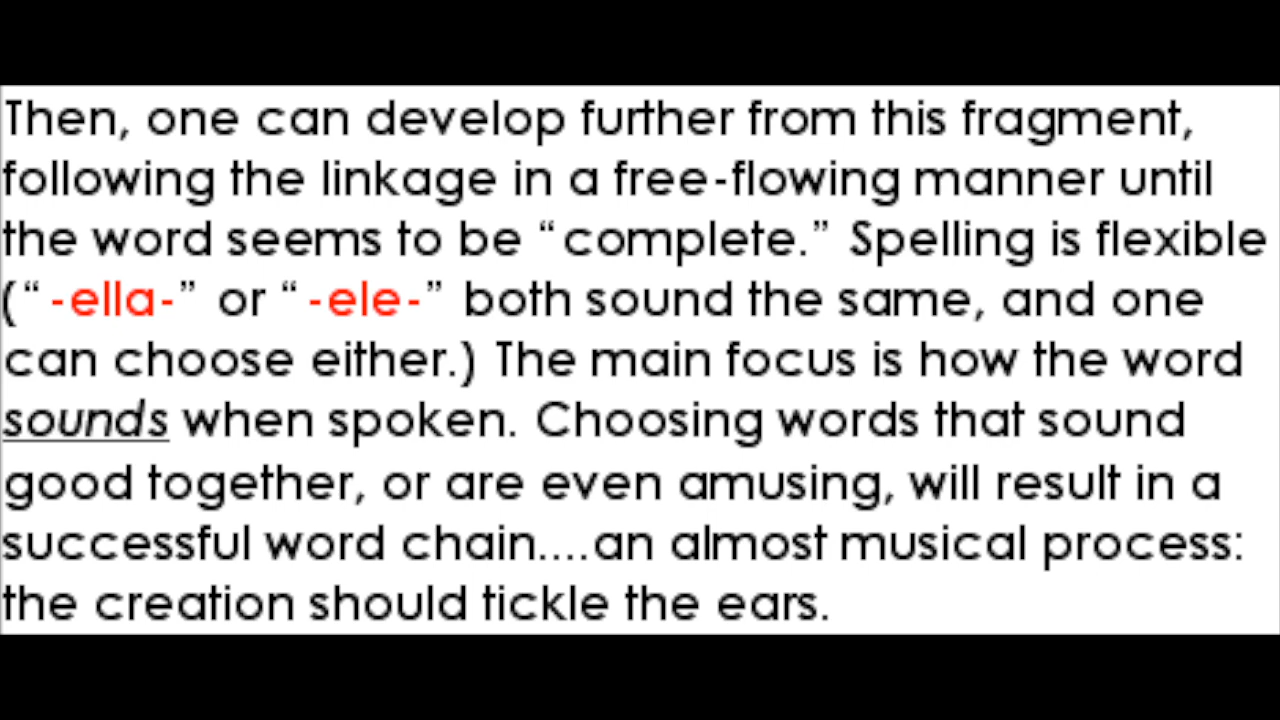 Then, one can develop further from this fragment,
following the linkage in a free-flowing manner until
the word seems to be “complete.” Spelling is flexible
(“-ella-” or “-ele-” both sound the same, and one
can choose either.) The main focus is how the word
sounds when spoken. Choosing words that sound
good together, or are even amusing, will result in a
successful word chain....an almost musical process:
the creation should tickle the ears.